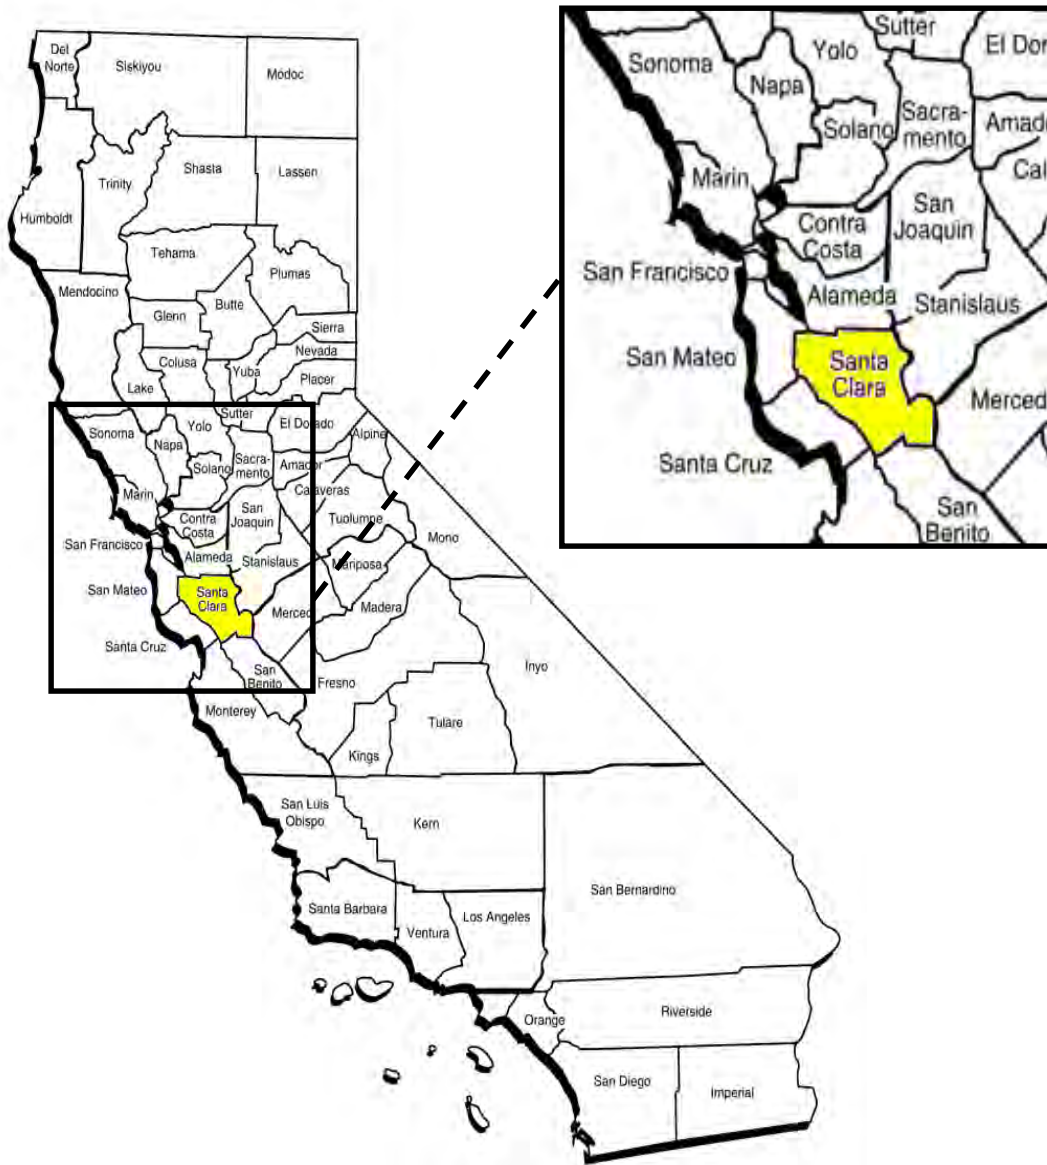 Del
Norte
Siskiyou
Modoc
Humboldt
Trinity
Shasta
Lassen
Tehama
Plumas
Mendocino
Glenn
Butte
Sierra
Colusa
Nevada
Yuba
Placer
Lake
Sutter
El Dorado
Sonoma
Napa
Yolo
Alpine
Solano
Sacra-
mento
Amador
Marin
Calaveras
Contra
Costa
San
Joaquin
Tuolumne
Mono
San Francisco
Alameda
Stanislaus
Mariposa
San Mateo
Santa
Clara
Merced
Madera
Santa Cruz
San
Benito
Fresno
Inyo
Monterey
Tulare
Kings
San Luis
Obispo
Kern
San Bernardino
Santa Barbara
Ventura
Los Angeles
Orange
Riverside
San Diego
Imperial
Sutter
El Dor
Sonoma
Napa
Yolo
Solano
Sacra-
mento
Amador
Marin
Cal
Contra
Costa
San
Joaquin
San Francisco
Alameda
Stanislaus
San Mateo
Santa
Clara
Merced
Santa Cruz
San
Benito